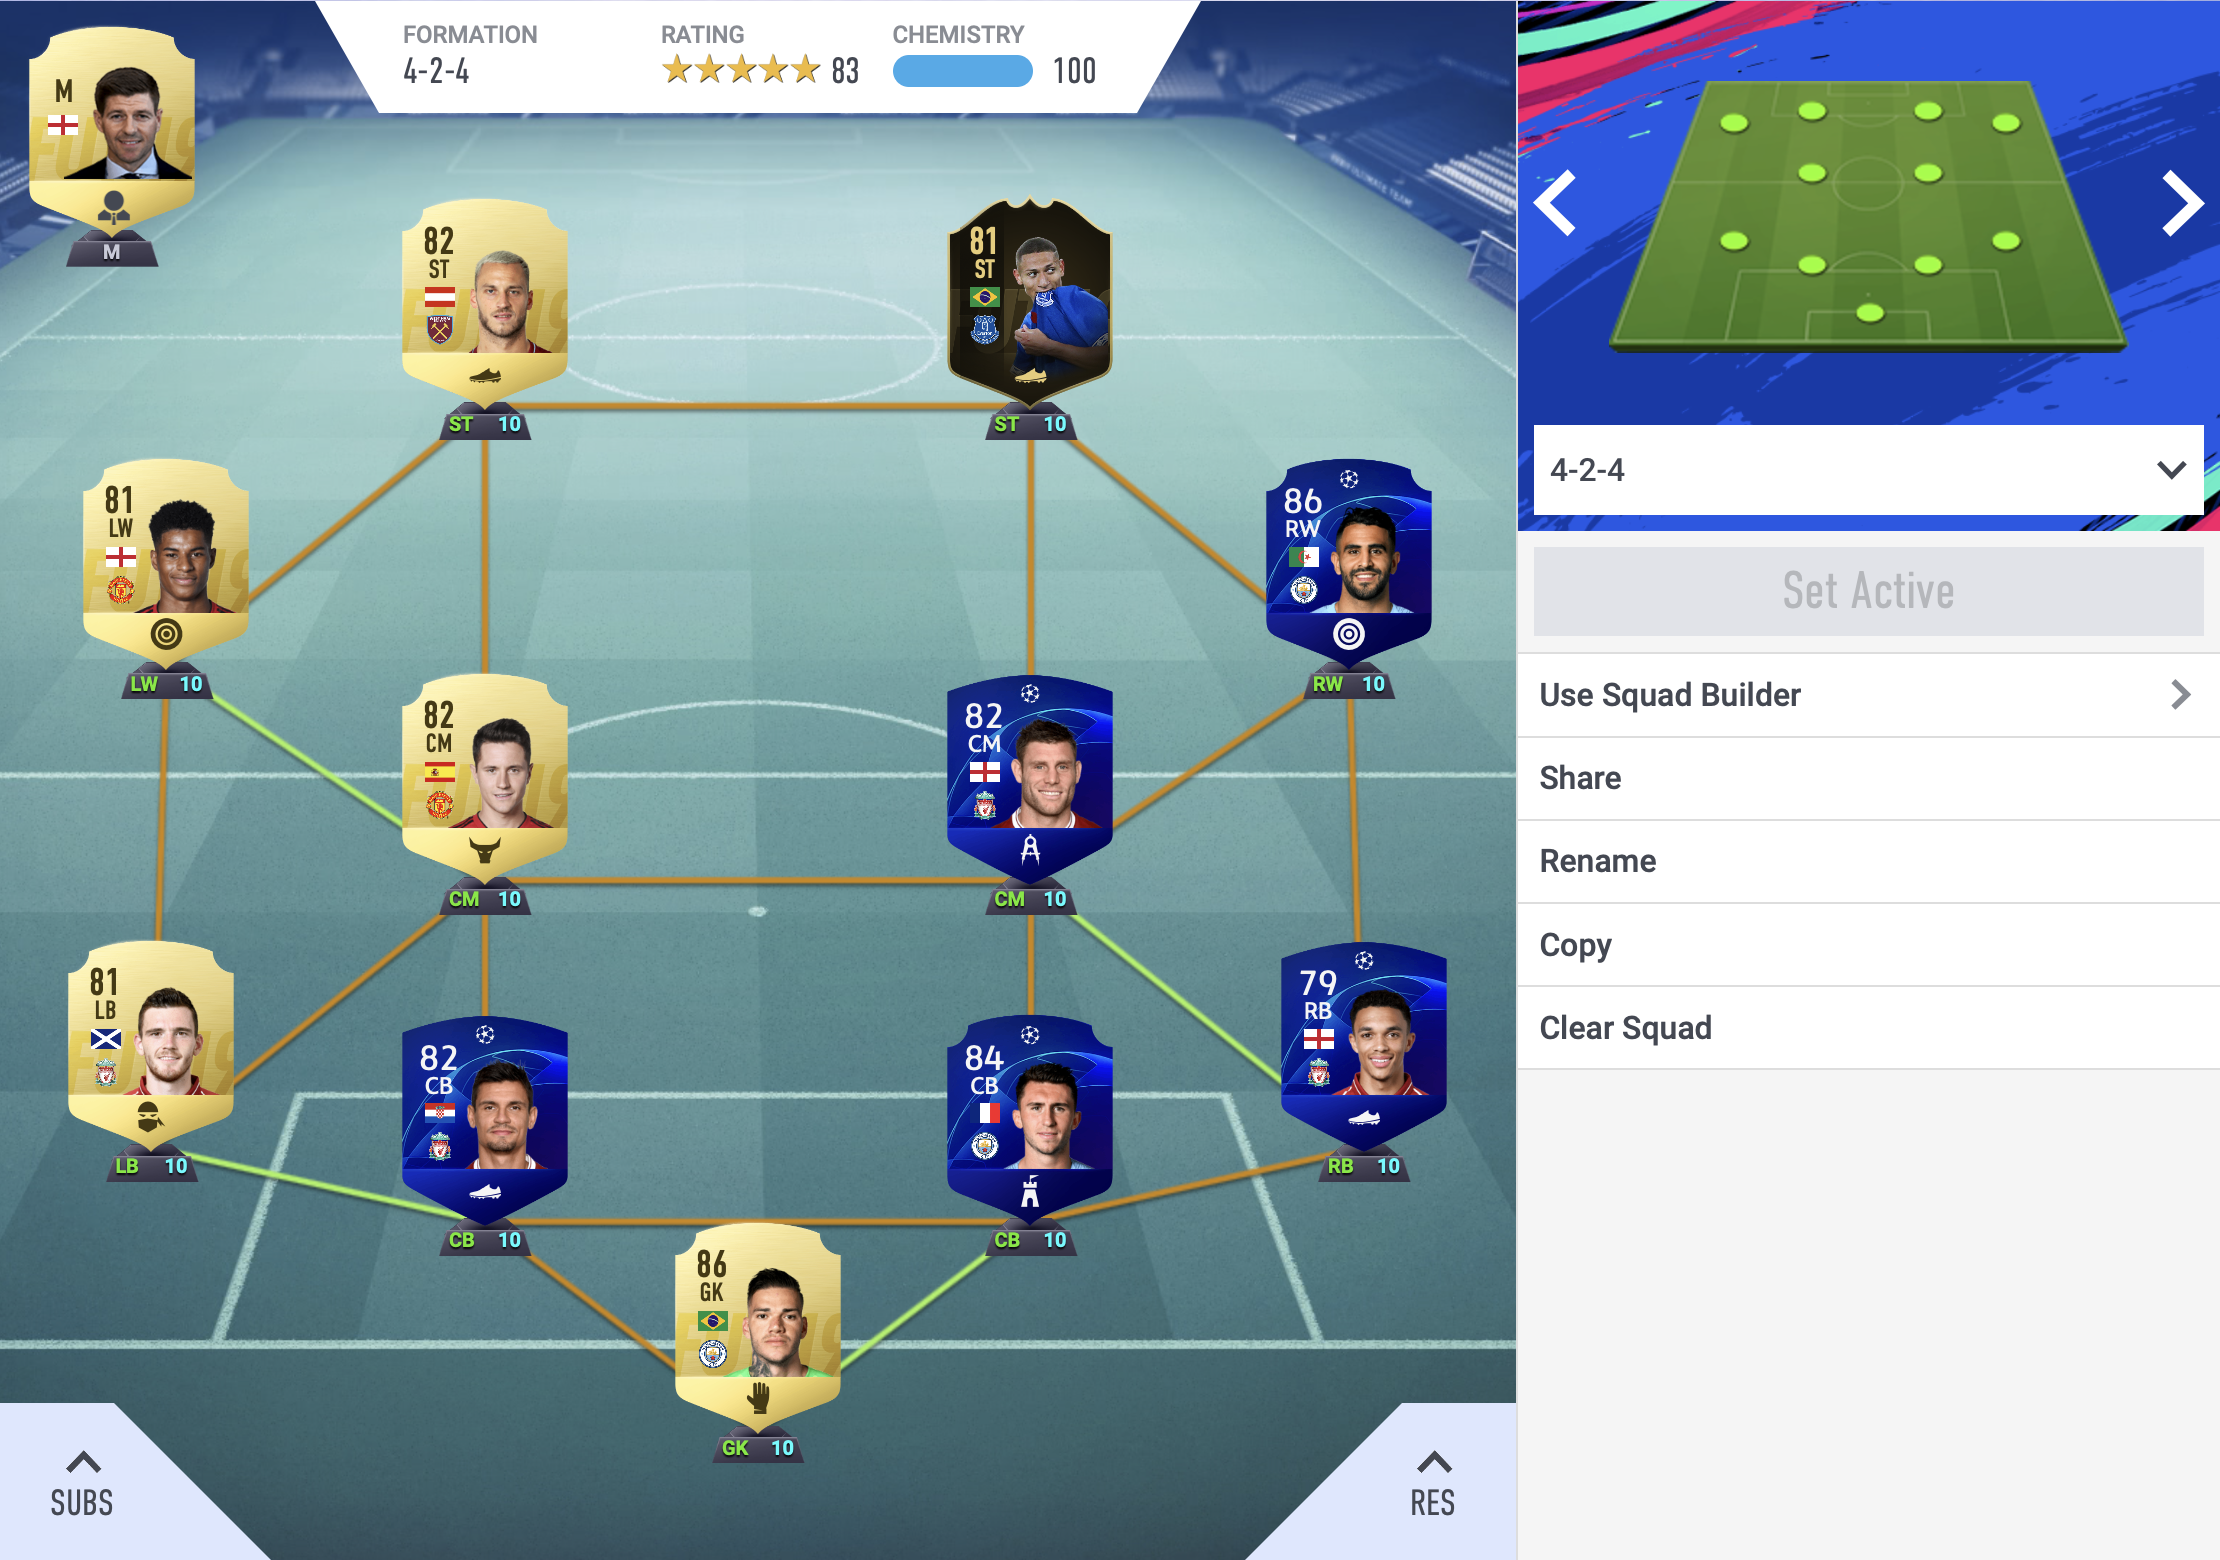 FORMATION
4-2-4
RATING
83
CHEMISTRY
100
M
M
82
ST
ST 10
81
ST
ST 10
81
LW
LW 10
86
RW
RW 10
82
CM
CM 10
82
CM
CM 10
81
LB
LB 10
82
CB
CB 10
84
CB
CB 10
79
RB
RB 10
86
GK
GK 10
SUBS
RES
4-2-4
Set Active
Use Squad Builder
Share
Rename
Copy
Clear Squad